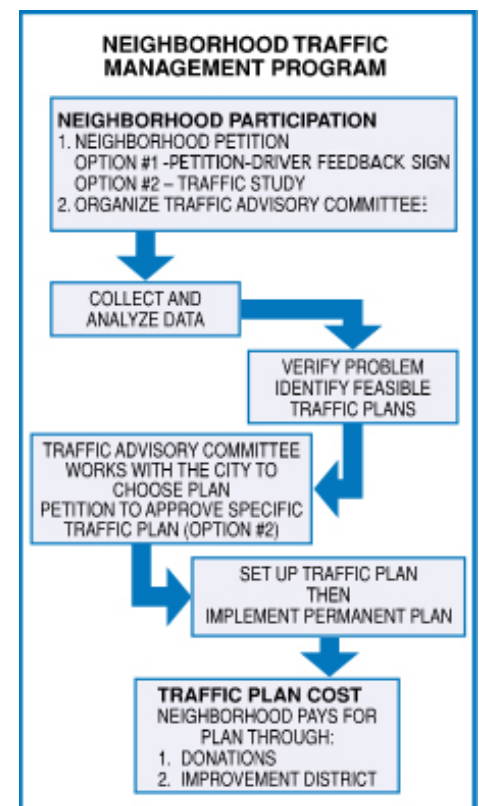 NEIGHBORHOOD TRAFFIC
MANAGEMENT PROGRAM
NEIGHBORHOOD PARTICIPATION
1. NEIGHBORHOOD PETITION
OPTION #1 -PETITION-DRIVER FEEDBACK SIGN
OPTION #2 – TRAFFIC STUDY
2. ORGANIZE TRAFFIC ADVISORY COMMITTEE:
COLLECT AND
ANALYZE DATA
VERIFY PROBLEM
IDENTIFY FEASIBLE
TRAFFIC PLANS
TRAFFIC ADVISORY COMMITTEE
WORKS WITH THE CITY TO
CHOOSE PLAN
PETITION TO APPROVE SPECIFIC
TRAFFIC PLAN (OPTION #2)
SET UP TRAFFIC PLAN
THEN
IMPLEMENT PERMANENT PLAN
TRAFFIC PLAN COST
NEIGHBORHOOD PAYS FOR
PLAN THROUGH:
1. DONATIONS
2. IMPROVEMENT DISTRICT